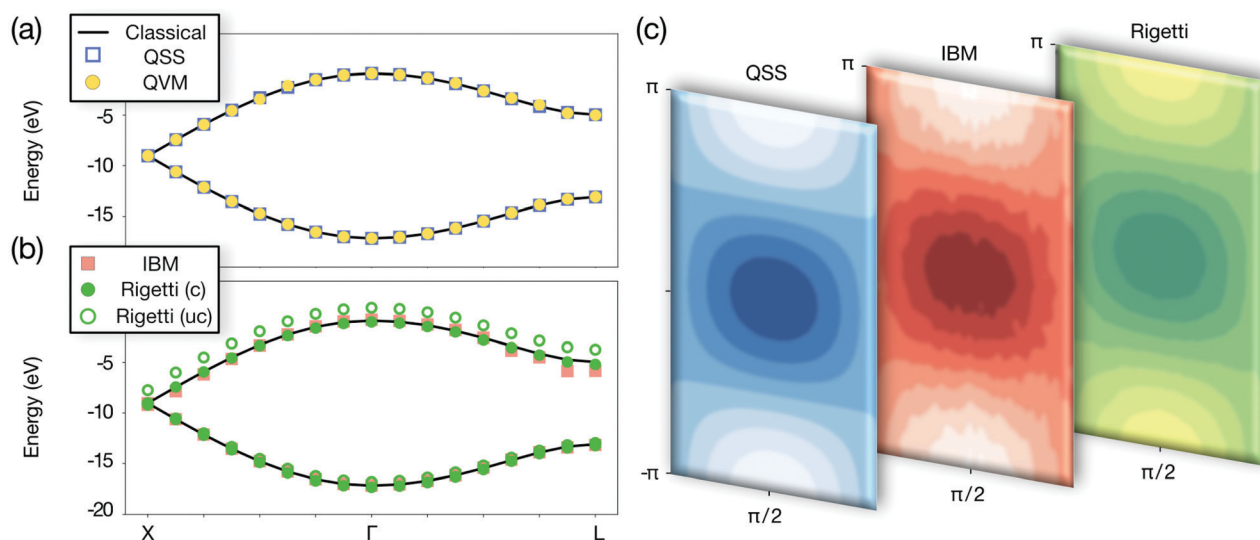 (a)
Classical
QSS
QVM
Energy (eV)
-5
-10
-15
(b)
IBM
Rigetti (c)
Rigetti (uc)
Energy (eV)
-5
-10
-15
-20
X
Γ
L
(c)
QSS
IBM
Rigetti
π
π
π
-π
π/2
π/2
π/2